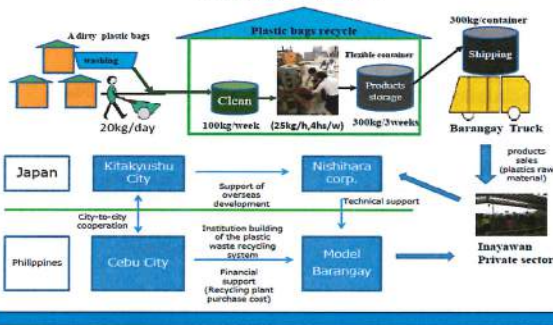 Plastic bags recycle
300kg/container
A dirty plastic bags
washing
Flexible container
Shipping
Clean
Products
storage
20kg/day
100kg/week
(25kg/h,4hs/w)
300kg/3weeks
Barangay Truck
Japan
Kitakyushu
City
Support of
overseas
development
Nishihara
corp.
products
sales
(plastics raw
material)
City-to-city
cooperation
Technical support
Philippines
Cebu City
Institution building
of the plastic
waste recycling
system
Financial
support
(Recycling plant
purchase cost)
Model
Barangay
Inayawan
Private sector